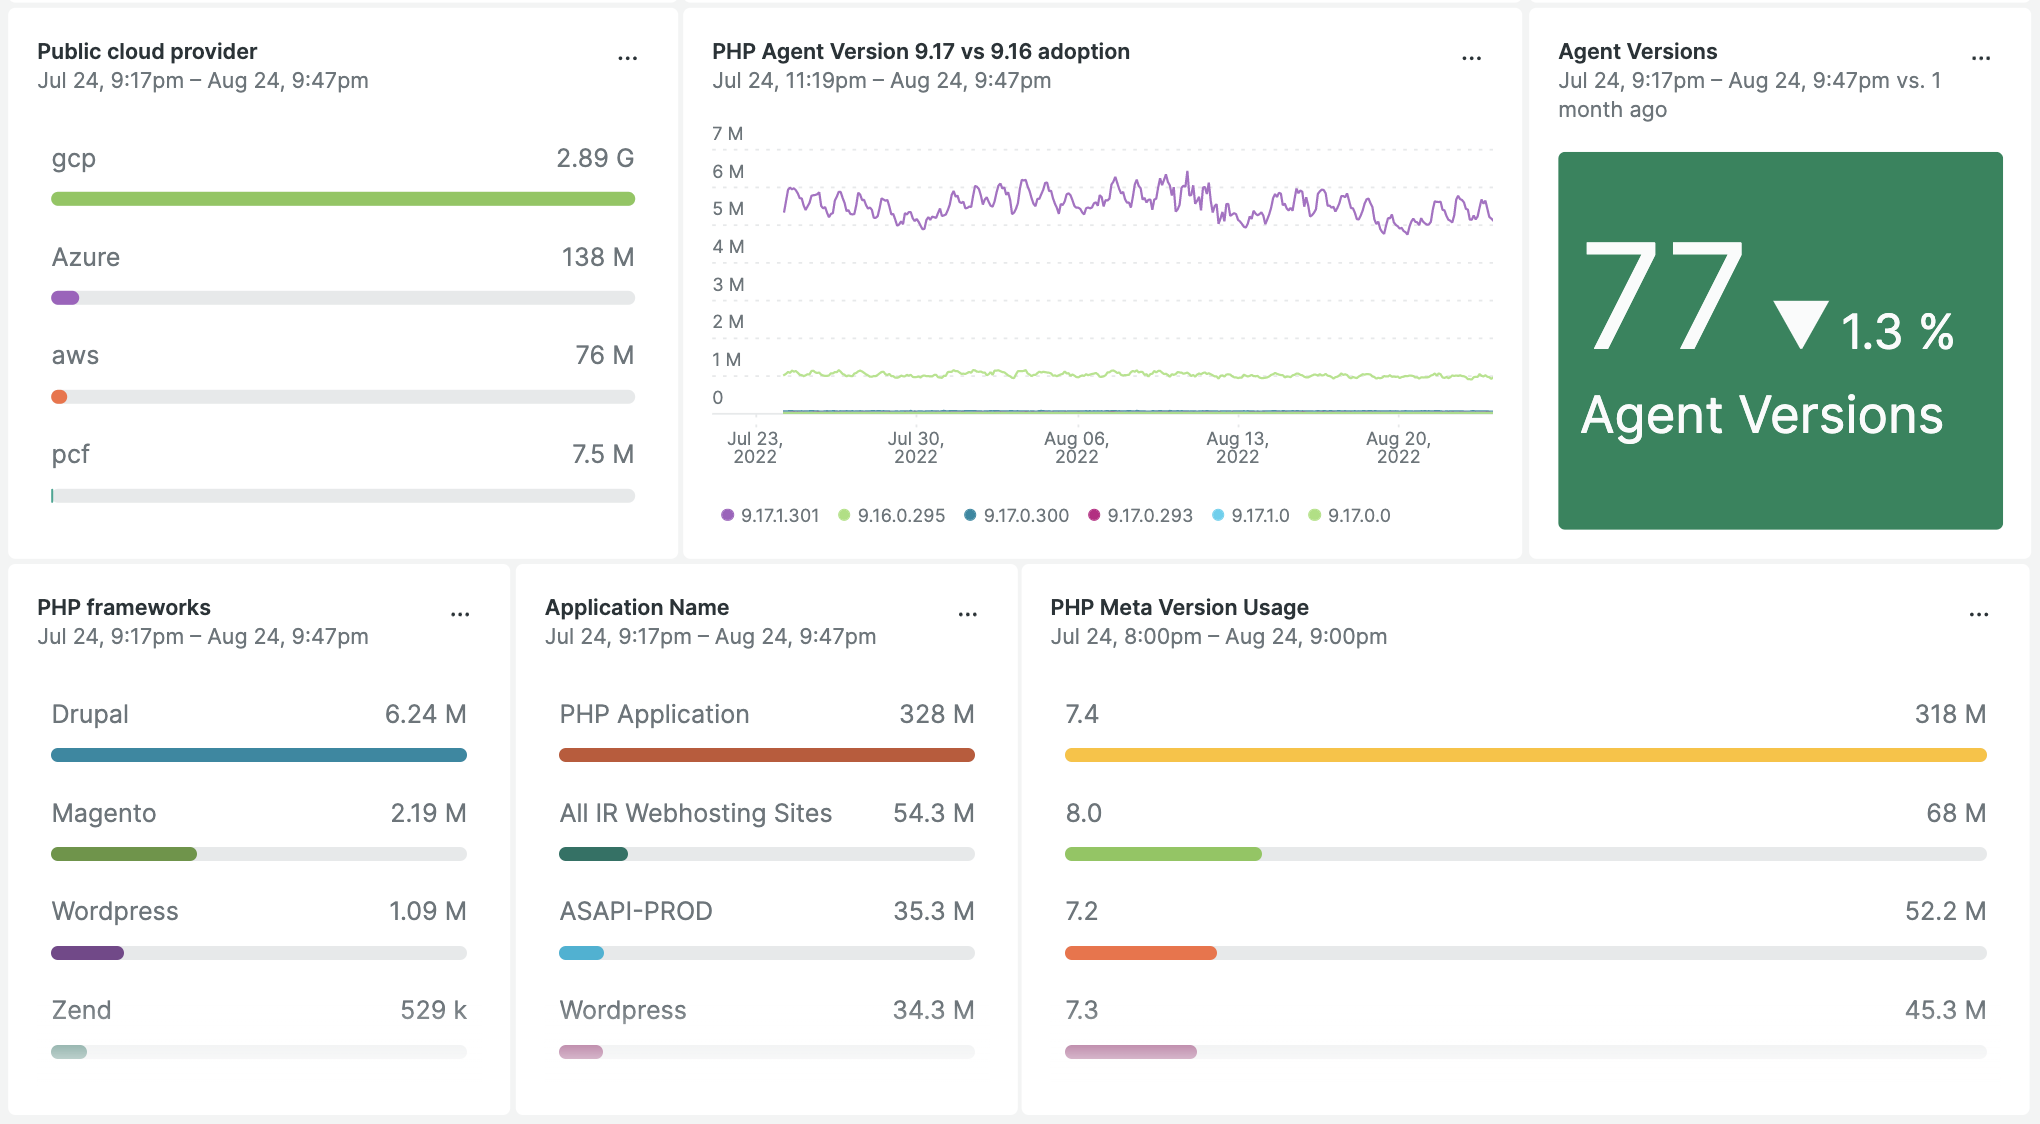 Public cloud provider
...
Jul 24, 9:17pm – Aug 24, 9:47pm
gcp 2.89 G
Azure 138 M
aws 76 M
pcf 7.5 M
PHP Agent Version 9.17 vs 9.16 adoption
...
Jul 24, 11:19pm – Aug 24, 9:47pm
7 M
6 M
5 M
4 M
3 M
2 M
1 M
0
Jul 23, 2022
Jul 30, 2022
Aug 06, 2022
Aug 13, 2022
Aug 20, 2022
9.17.1.301 9.16.0.295 9.17.0.300 9.17.0.293 9.17.1.0 9.17.0.0
Agent Versions
...
Jul 24, 9:17pm – Aug 24, 9:47pm vs. 1
month ago
77 ▼ 1.3 %
Agent Versions
PHP frameworks
...
Jul 24, 9:17pm – Aug 24, 9:47pm
Drupal 6.24 M
Magento 2.19 M
Wordpress 1.09 M
Zend 529 k
Application Name
...
Jul 24, 9:17pm – Aug 24, 9:47pm
PHP Application 328 M
All IR Webhosting Sites 54.3 M
ASAPI-PROD 35.3 M
Wordpress 34.3 M
PHP Meta Version Usage
...
Jul 24, 8:00pm – Aug 24, 9:00pm
7.4 318 M
8.0 68 M
7.2 52.2 M
7.3 45.3 M